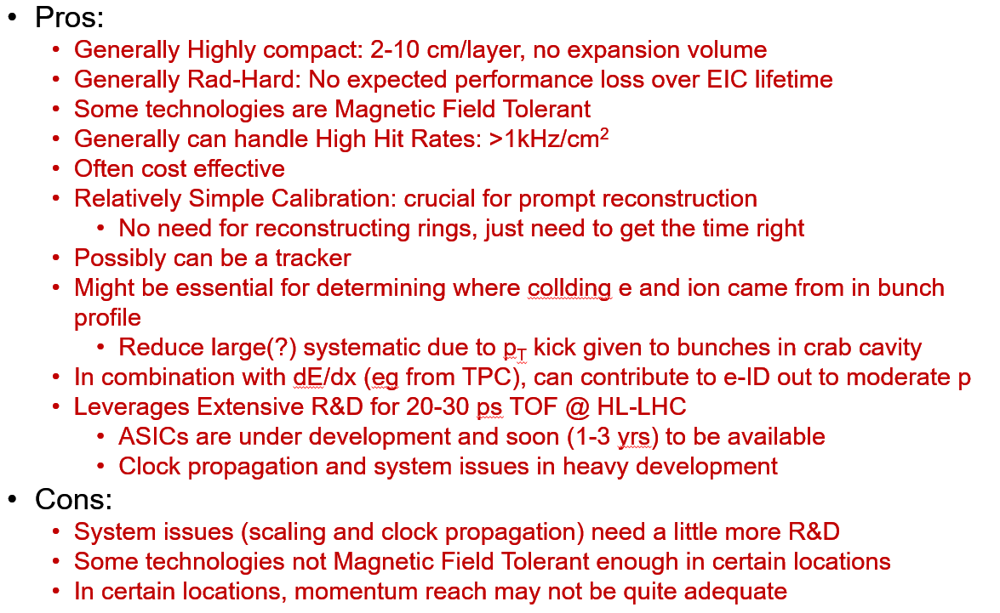 • Pros:
• Generally Highly compact: 2-10 cm/layer, no expansion volume
• Generally Rad-Hard: No expected performance loss over EIC lifetime
• Some technologies are Magnetic Field Tolerant
• Generally can handle High Hit Rates: >1kHz/cm²
• Often cost effective
• Relatively Simple Calibration: crucial for prompt reconstruction
• No need for reconstructing rings, just need to get the time right
• Possibly can be a tracker
• Might be essential for determining where collding e and ion came from in bunch
profile
• Reduce large(?) systematic due to pT kick given to bunches in crab cavity
• In combination with dE/dx (eg from TPC), can contribute to e-ID out to moderate p
• Leverages Extensive R&D for 20-30 ps TOF @ HL-LHC
• ASICs are under development and soon (1-3 yrs) to be available
• Clock propagation and system issues in heavy development
• Cons:
• System issues (scaling and clock propagation) need a little more R&D
• Some technologies not Magnetic Field Tolerant enough in certain locations
• In certain locations, momentum reach may not be quite adequate